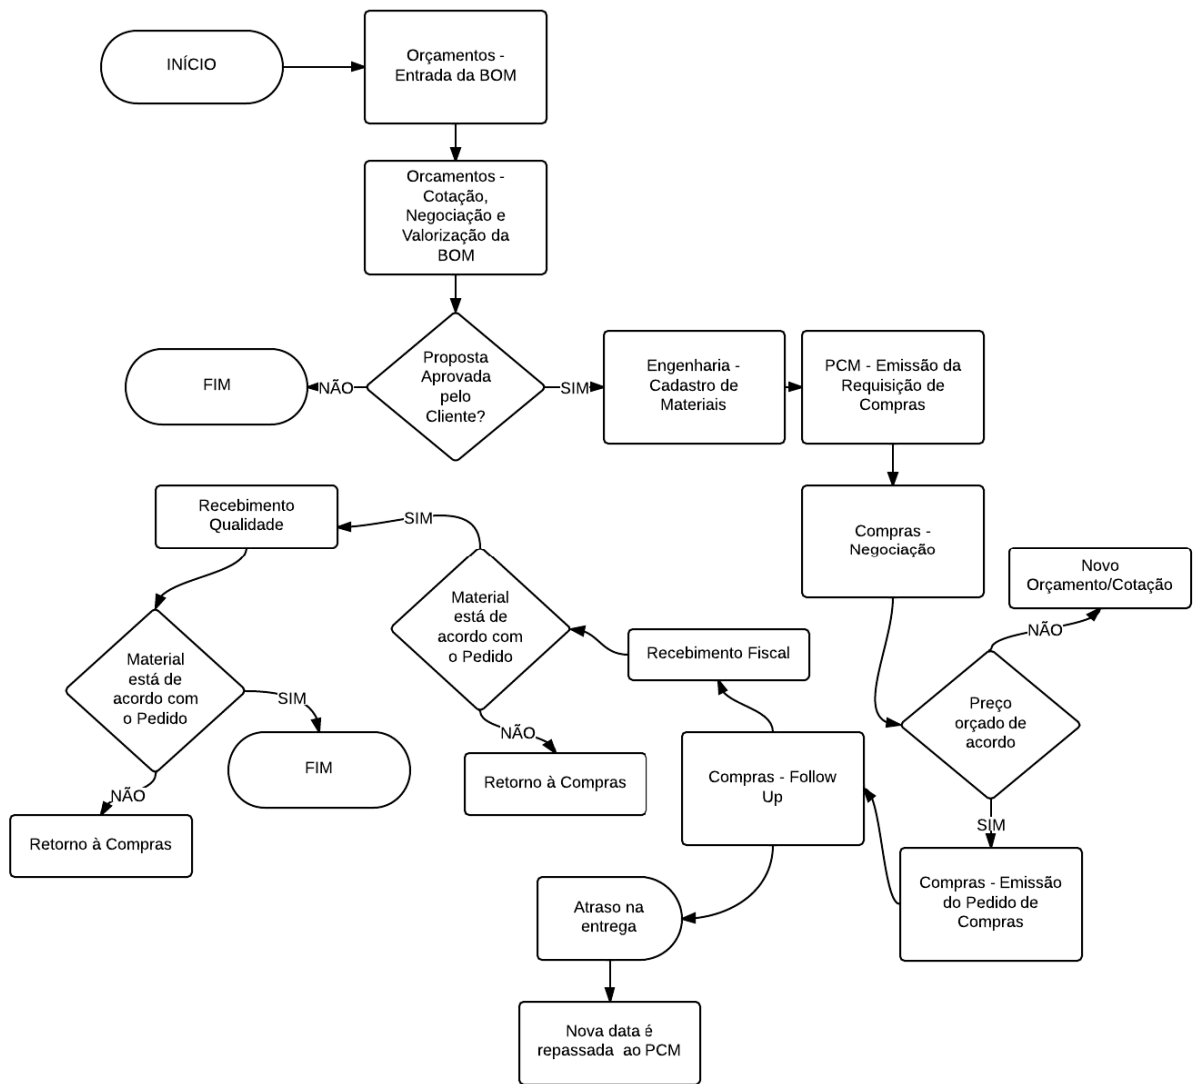 INÍCIO
Orçamentos -
Entrada da BOM
Orcamentos -
Cotação,
Negociação e
Valorização da
BOM
Proposta
Aprovada
pelo
Cliente?
NÃO
FIM
SIM
Engenharia -
Cadastro de
Materiais
PCM - Emissão da
Requisição de
Compras
Compras -
Negociação
Preço
orçado de
acordo
NÃO
Novo
Orçamento/Cotação
SIM
Compras - Emissão
do Pedido de
Compras
Compras - Follow
Up
Atraso na
entrega
Nova data é
repassada ao PCM
Recebimento Fiscal
Material
está de
acordo com
o Pedido
NÃO
Retorno à Compras
SIM
Recebimento
Qualidade
Material
está de
acordo com
o Pedido
SIM
FIM
NÃO
Retorno à Compras